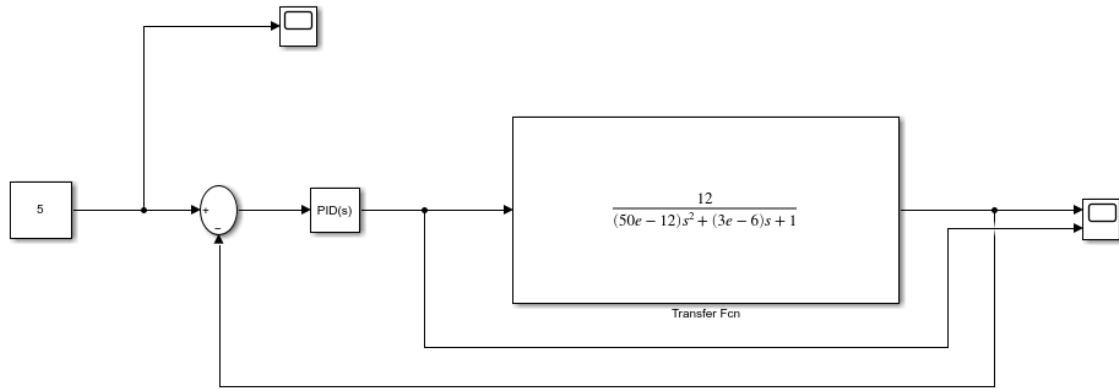 5
+
−
PID(s)
12
(50e − 12)s² + (3e − 6)s + 1
Transfer Fcn